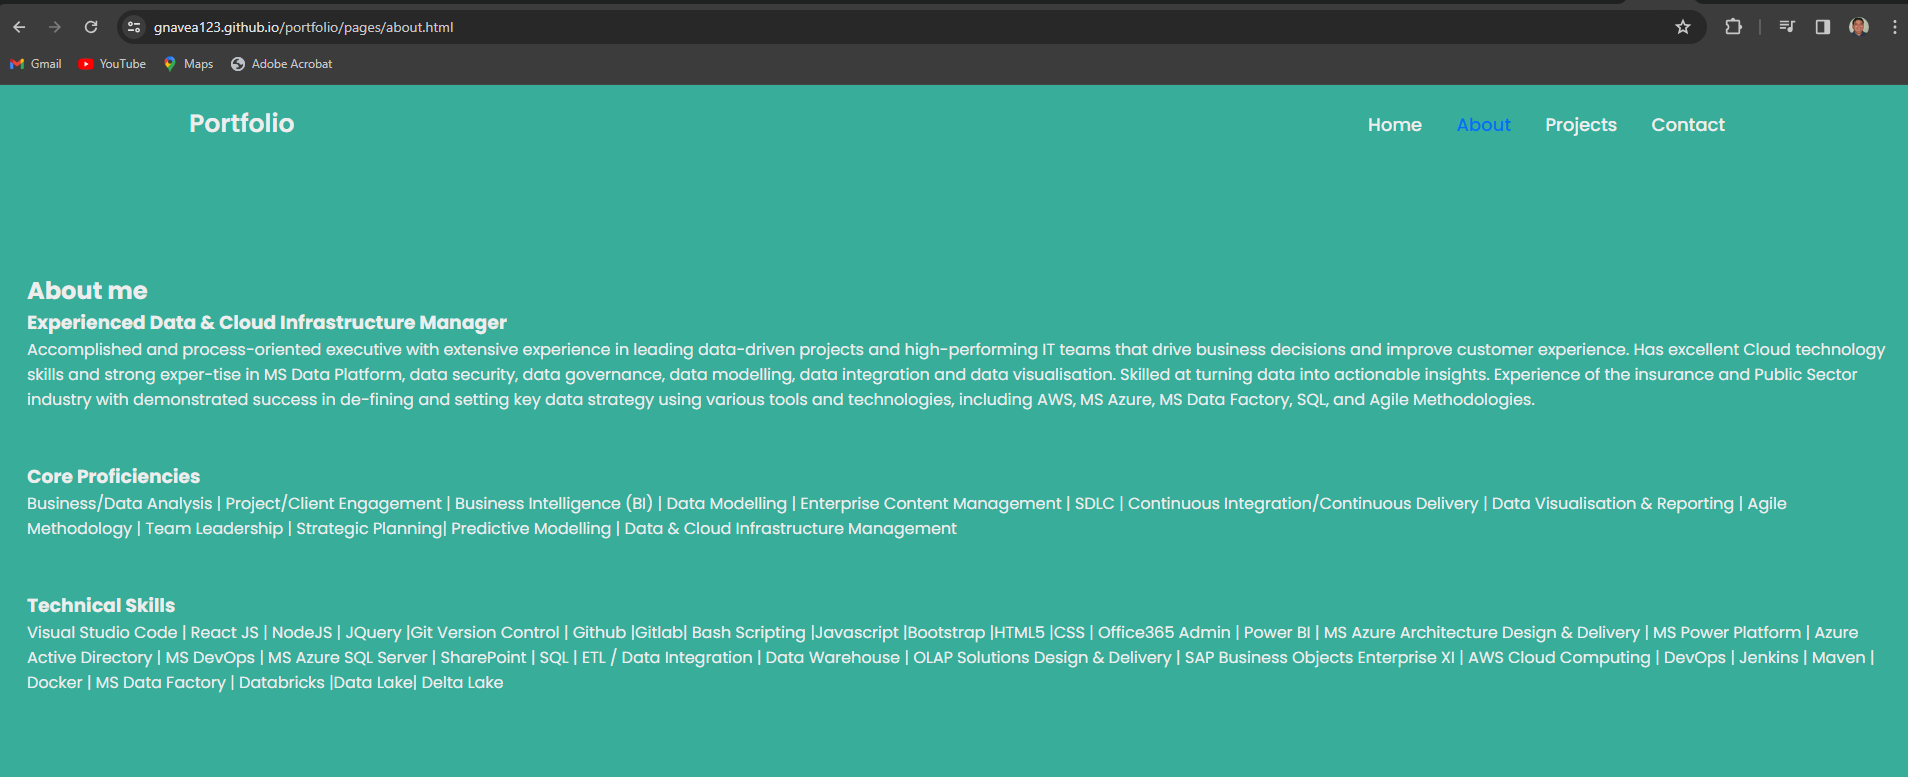 gnavea123.github.io/portfolio/pages/about.html
Gmail YouTube Maps Adobe Acrobat
Portfolio Home About Projects Contact
About me
Experienced Data & Cloud Infrastructure Manager
Accomplished and process-oriented executive with extensive experience in leading data-driven projects and high-performing IT teams that drive business decisions and improve customer experience. Has excellent Cloud technology
skills and strong exper-tise in MS Data Platform, data security, data governance, data modelling, data integration and data visualisation. Skilled at turning data into actionable insights. Experience of the insurance and Public Sector
industry with demonstrated success in de-fining and setting key data strategy using various tools and technologies, including AWS, MS Azure, MS Data Factory, SQL, and Agile Methodologies.
Core Proficiencies
Business/Data Analysis | Project/Client Engagement | Business Intelligence (BI) | Data Modelling | Enterprise Content Management | SDLC | Continuous Integration/Continuous Delivery | Data Visualisation & Reporting | Agile
Methodology | Team Leadership | Strategic Planning| Predictive Modelling | Data & Cloud Infrastructure Management
Technical Skills
Visual Studio Code | React JS | NodeJS | JQuery |Git Version Control | Github |Gitlab| Bash Scripting |Javascript |Bootstrap |HTML5 |CSS | Office365 Admin | Power BI | MS Azure Architecture Design & Delivery | MS Power Platform | Azure
Active Directory | MS DevOps | MS Azure SQL Server | SharePoint | SQL | ETL / Data Integration | Data Warehouse | OLAP Solutions Design & Delivery | SAP Business Objects Enterprise XI | AWS Cloud Computing | DevOps | Jenkins | Maven |
Docker | MS Data Factory | Databricks |Data Lake| Delta Lake